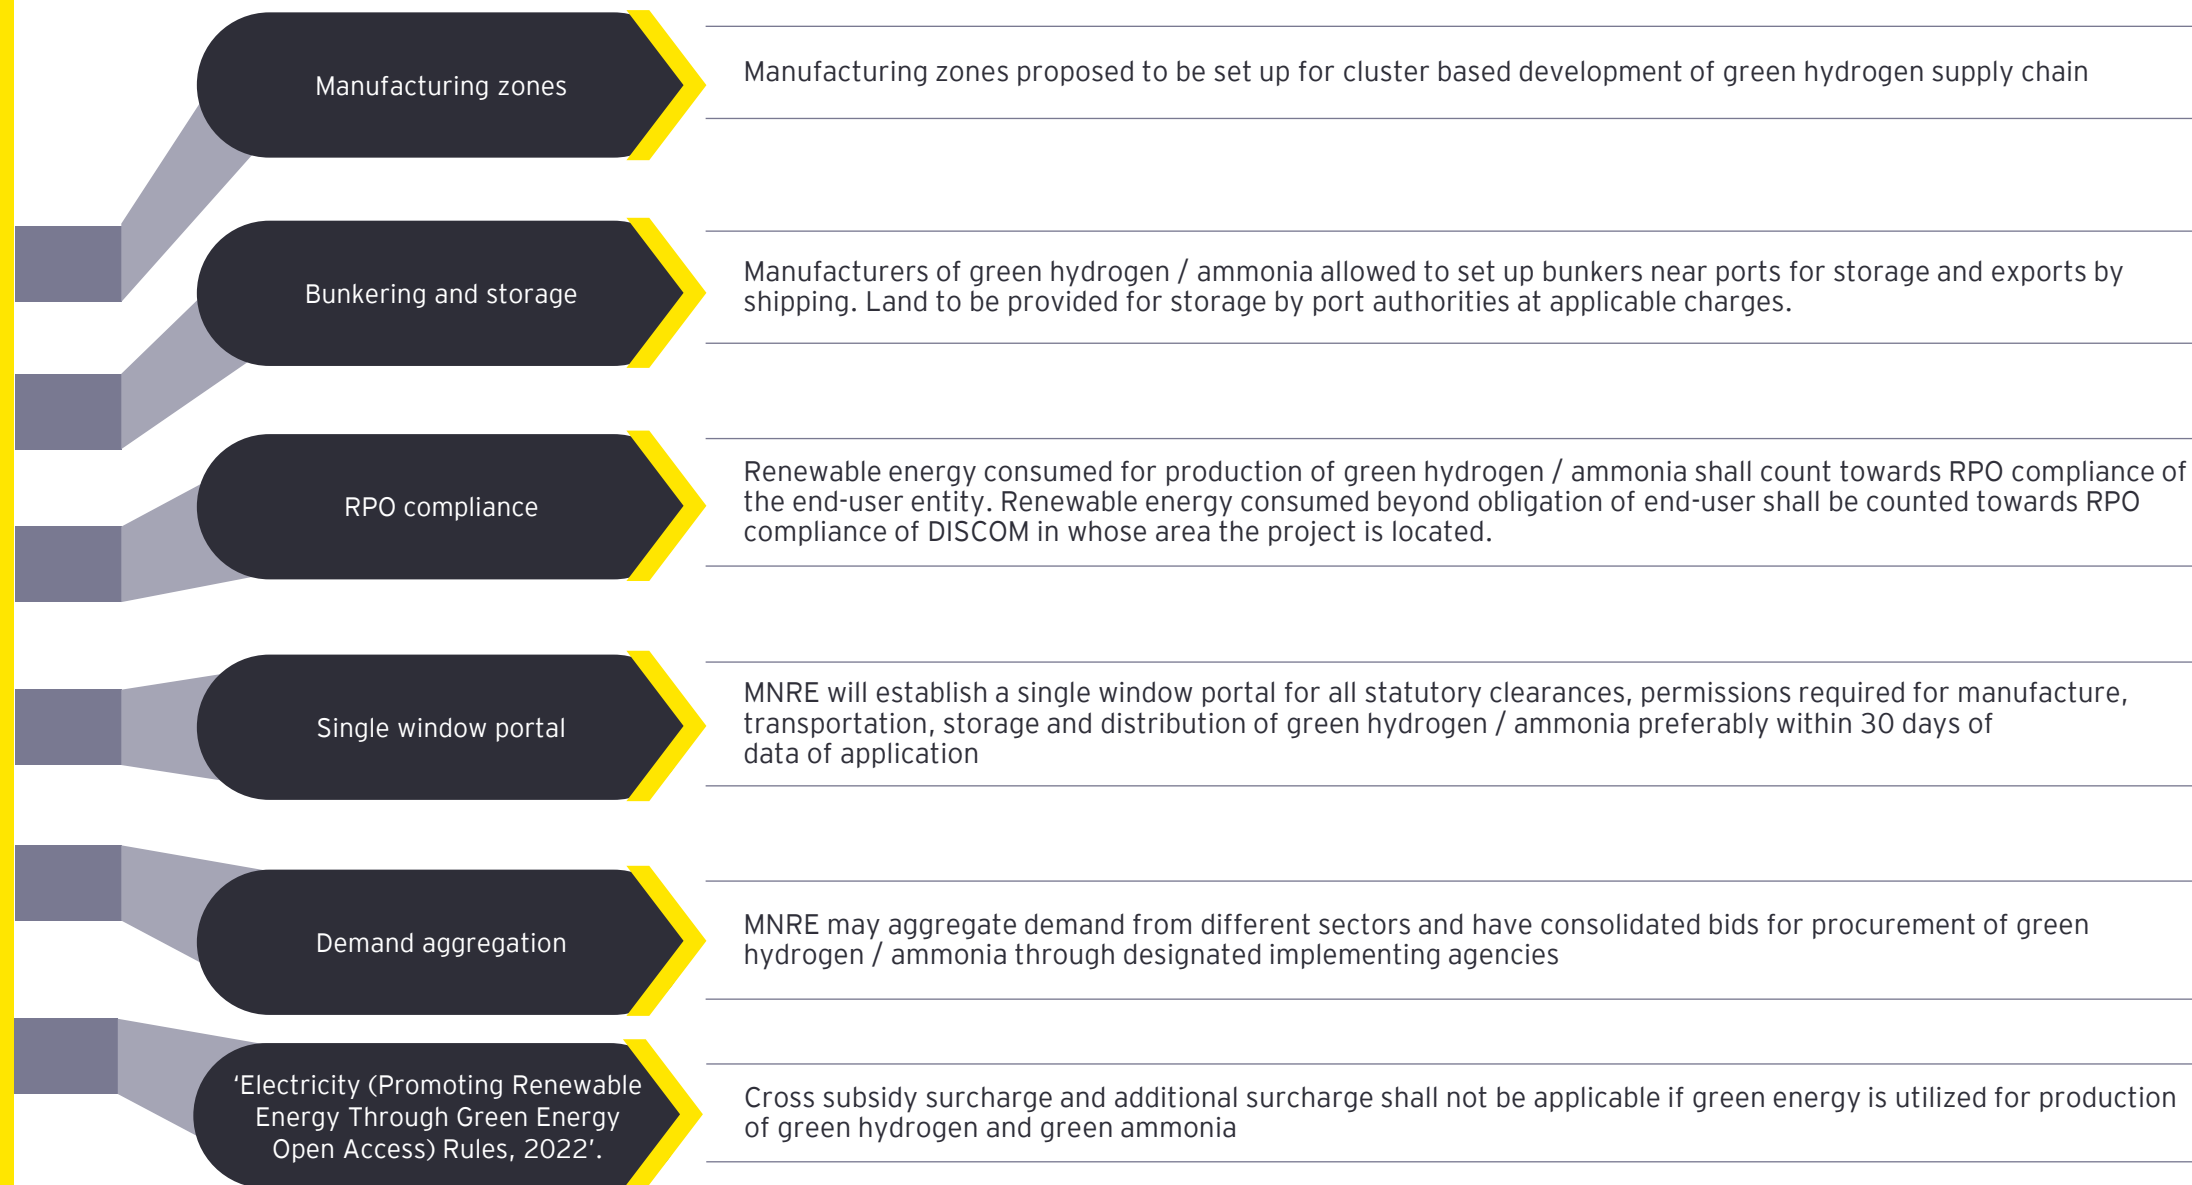 Manufacturing zones
Manufacturing zones proposed to be set up for cluster based development of green hydrogen supply chain
Bunkering and storage
Manufacturers of green hydrogen / ammonia allowed to set up bunkers near ports for storage and exports by
shipping. Land to be provided for storage by port authorities at applicable charges.
RPO compliance
Renewable energy consumed for production of green hydrogen / ammonia shall count towards RPO compliance of
the end-user entity. Renewable energy consumed beyond obligation of end-user shall be counted towards RPO
compliance of DISCOM in whose area the project is located.
Single window portal
MNRE will establish a single window portal for all statutory clearances, permissions required for manufacture,
transportation, storage and distribution of green hydrogen / ammonia preferably within 30 days of
data of application
Demand aggregation
MNRE may aggregate demand from different sectors and have consolidated bids for procurement of green
hydrogen / ammonia through designated implementing agencies
‘Electricity (Promoting Renewable
Energy Through Green Energy
Open Access) Rules, 2022’.
Cross subsidy surcharge and additional surcharge shall not be applicable if green energy is utilized for production
of green hydrogen and green ammonia